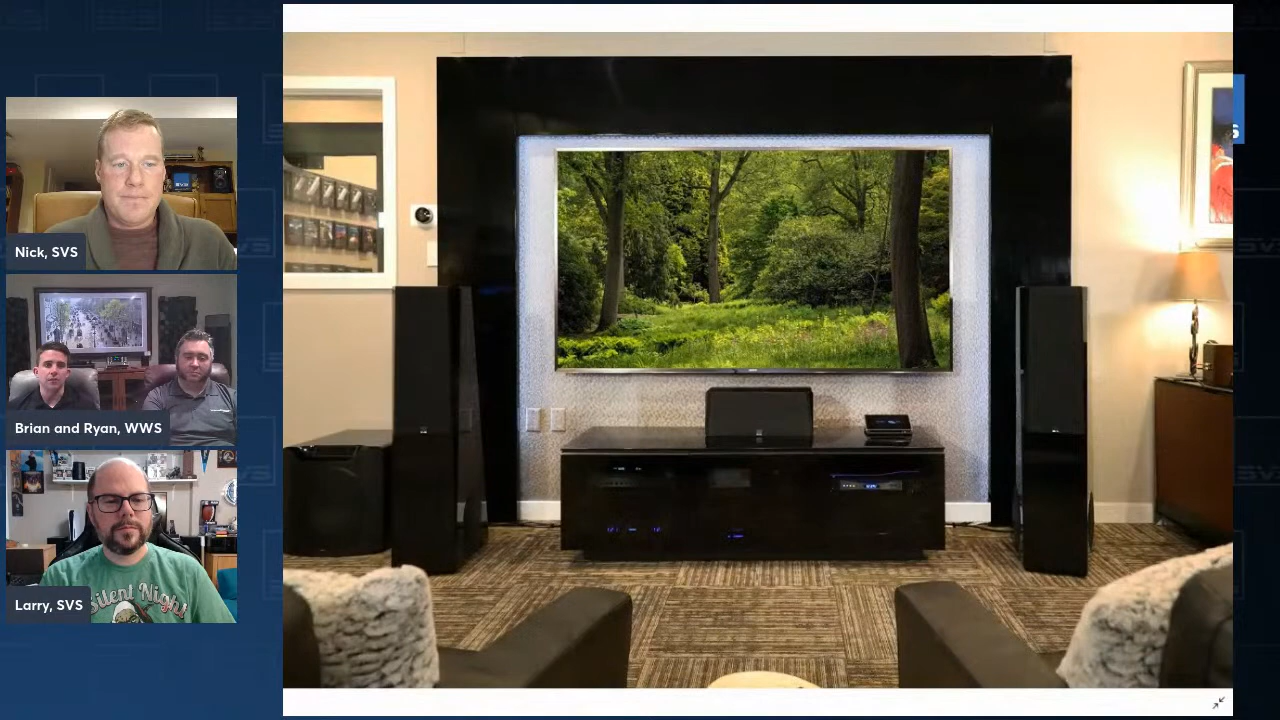 Nick, SVS
Brian and Ryan, WWS
Larry, SVS
Silent Night